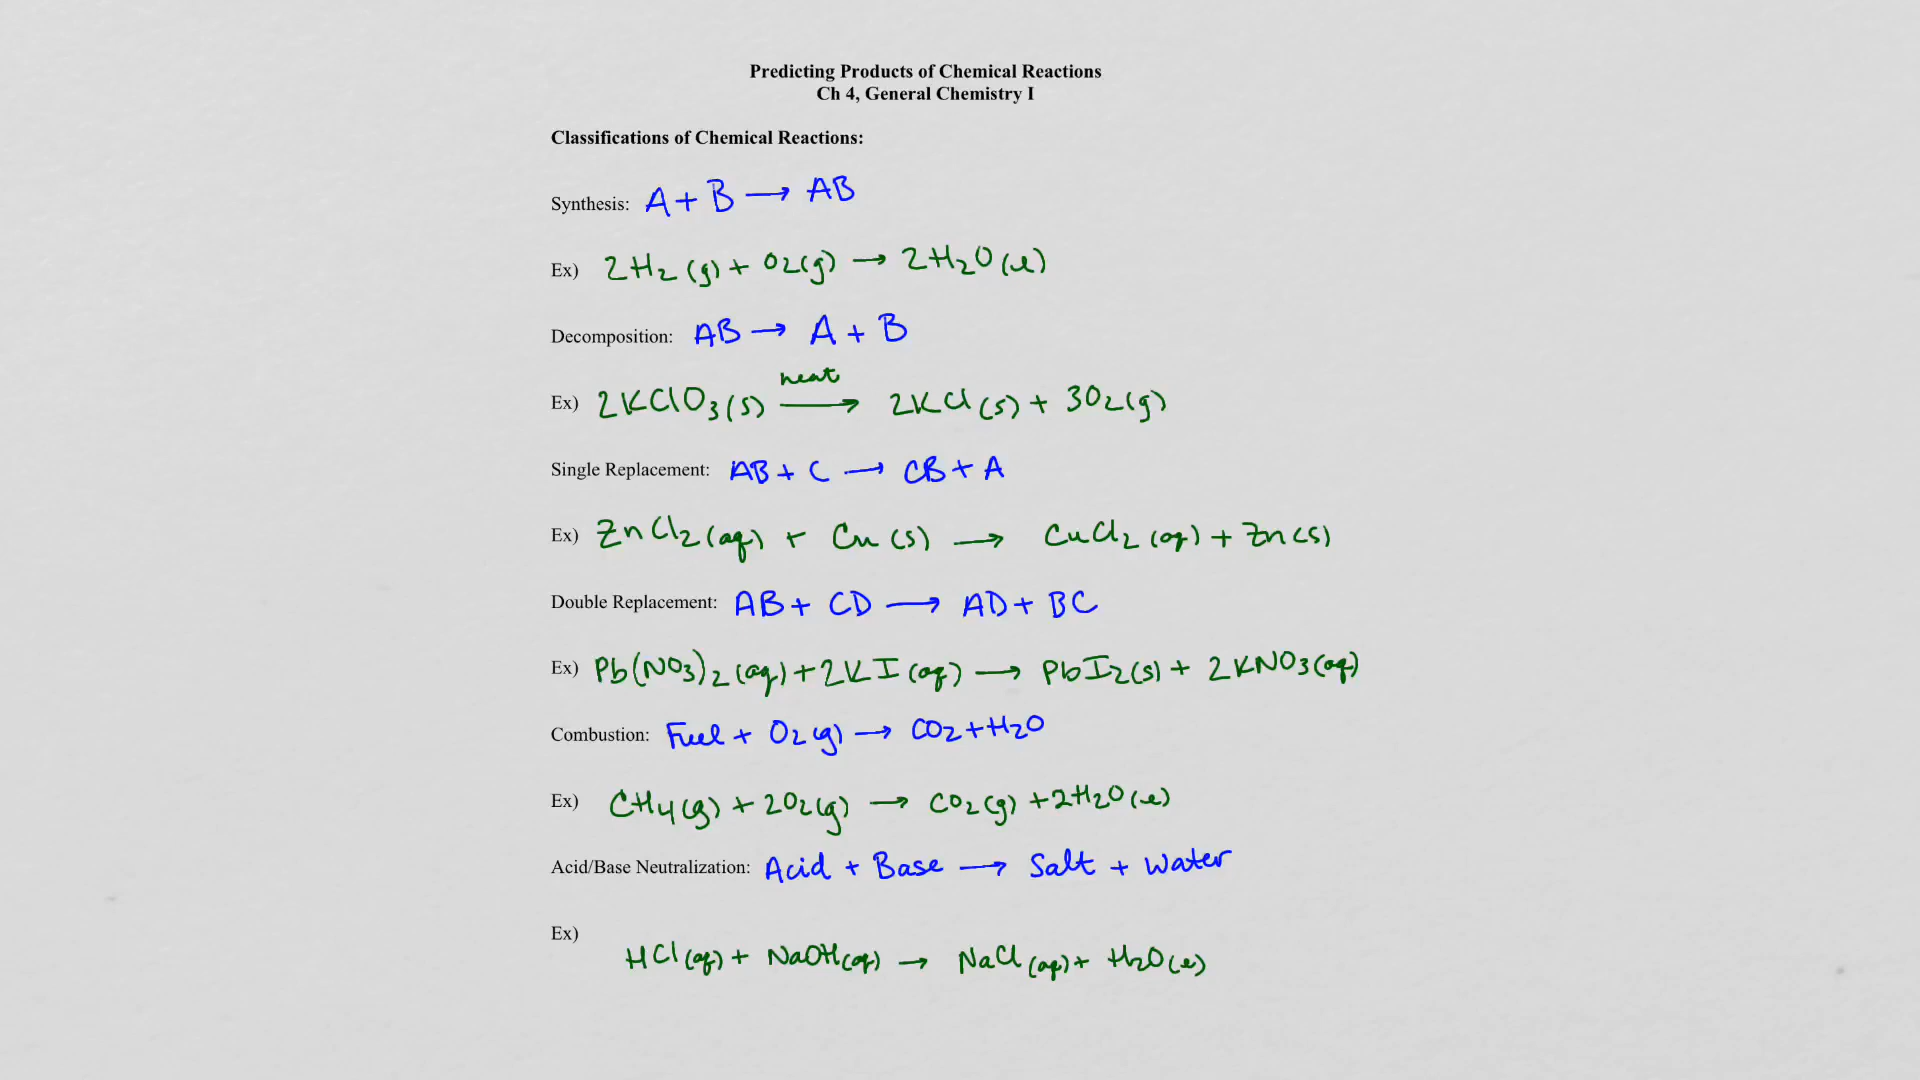 Predicting Products of Chemical Reactions
Ch 4, General Chemistry I
Classifications of Chemical Reactions:
Synthesis: A + B → AB
Ex) 2H₂(g) + O₂(g) → 2H₂O(l)
Decomposition: AB → A + B
heat
Ex) 2KClO₃(s) → 2KCl(s) + 3O₂(g)
Single Replacement: AB + C → CB + A
Ex) ZnCl₂(aq) + Cu(s) → CuCl₂(aq) + Zn(s)
Double Replacement: AB + CD → AD + BC
Ex) Pb(NO₃)₂(aq) + 2KI(aq) → PbI₂(s) + 2KNO₃(aq)
Combustion: Fuel + O₂(g) → CO₂ + H₂O
Ex) CH₄(g) + 2O₂(g) → CO₂(g) + 2H₂O(l)
Acid/Base Neutralization: Acid + Base → Salt + Water
Ex)
HCl(aq) + NaOH(aq) → NaCl(aq) + H₂O(l)